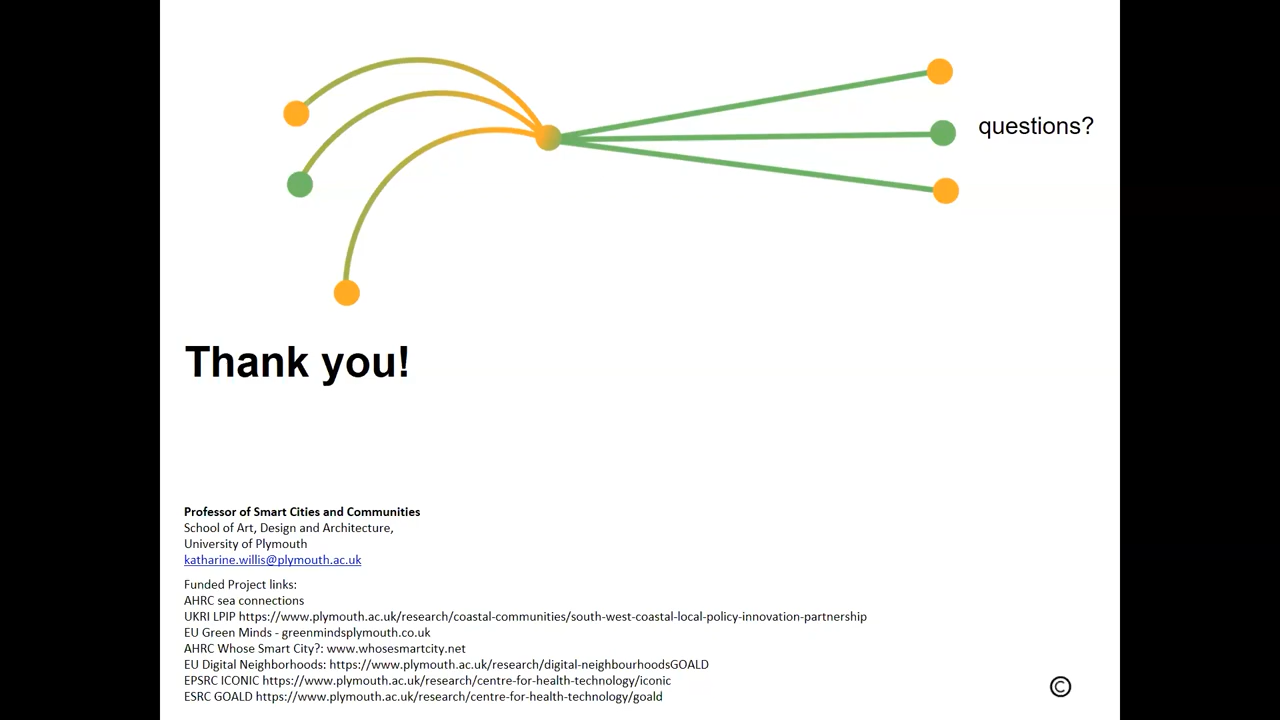 questions?
Thank you!
Professor of Smart Cities and Communities
School of Art, Design and Architecture,
University of Plymouth
katharine.willis@plymouth.ac.uk
Funded Project links:
AHRC sea connections
UKRI LPIP https://www.plymouth.ac.uk/research/coastal-communities/south-west-coastal-local-policy-innovation-partnership
EU Green Minds - greenmindsplymouth.co.uk
AHRC Whose Smart City?: www.whosesmartcity.net
EU Digital Neighborhoods: https://www.plymouth.ac.uk/research/digital-neighbourhoodsGOALD
EPSRC ICONIC https://www.plymouth.ac.uk/research/centre-for-health-technology/iconic
ESRC GOALD https://www.plymouth.ac.uk/research/centre-for-health-technology/goald
©